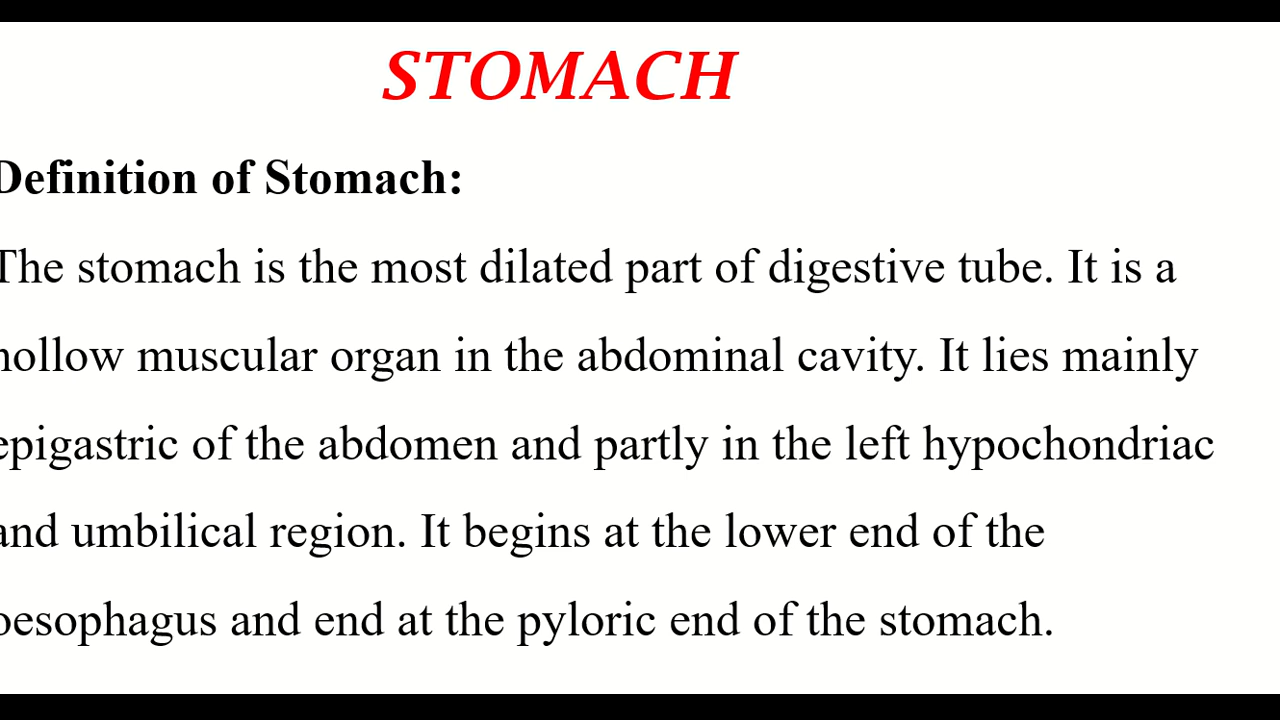 STOMACH
Definition of Stomach:
The stomach is the most dilated part of digestive tube. It is a
hollow muscular organ in the abdominal cavity. It lies mainly
epigastric of the abdomen and partly in the left hypochondriac
and umbilical region. It begins at the lower end of the
oesophagus and end at the pyloric end of the stomach.